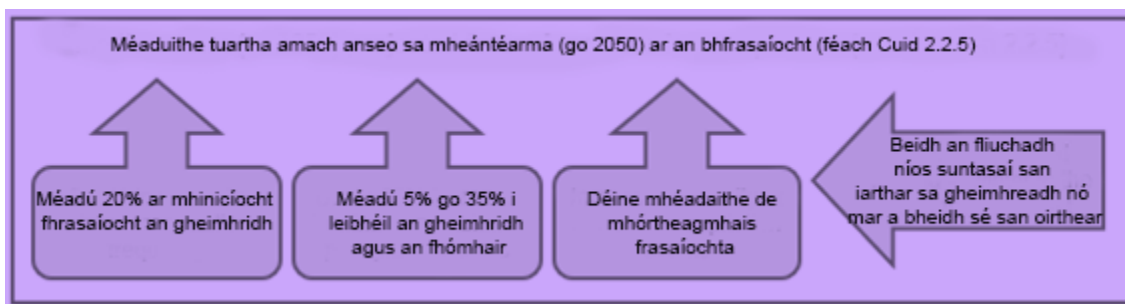 Méaduithe tuartha amach anseo sa mheántéarma (go 2050) ar an bhfrasaíocht (féach Cuid 2.2.5)
Méadú 20% ar mhinicíocht
fhrasaíocht an gheimhridh
Méadú 5% go 35% i
leibhéil an gheimhridh
agus an fhómhair
Déine mhéadaithe de
mhórtheagmhais
frasaíochta
Beidh an fliuchadh
níos suntasaí san
iarthar sa gheimhreadh nó
mar a bheidh sé san oirthear